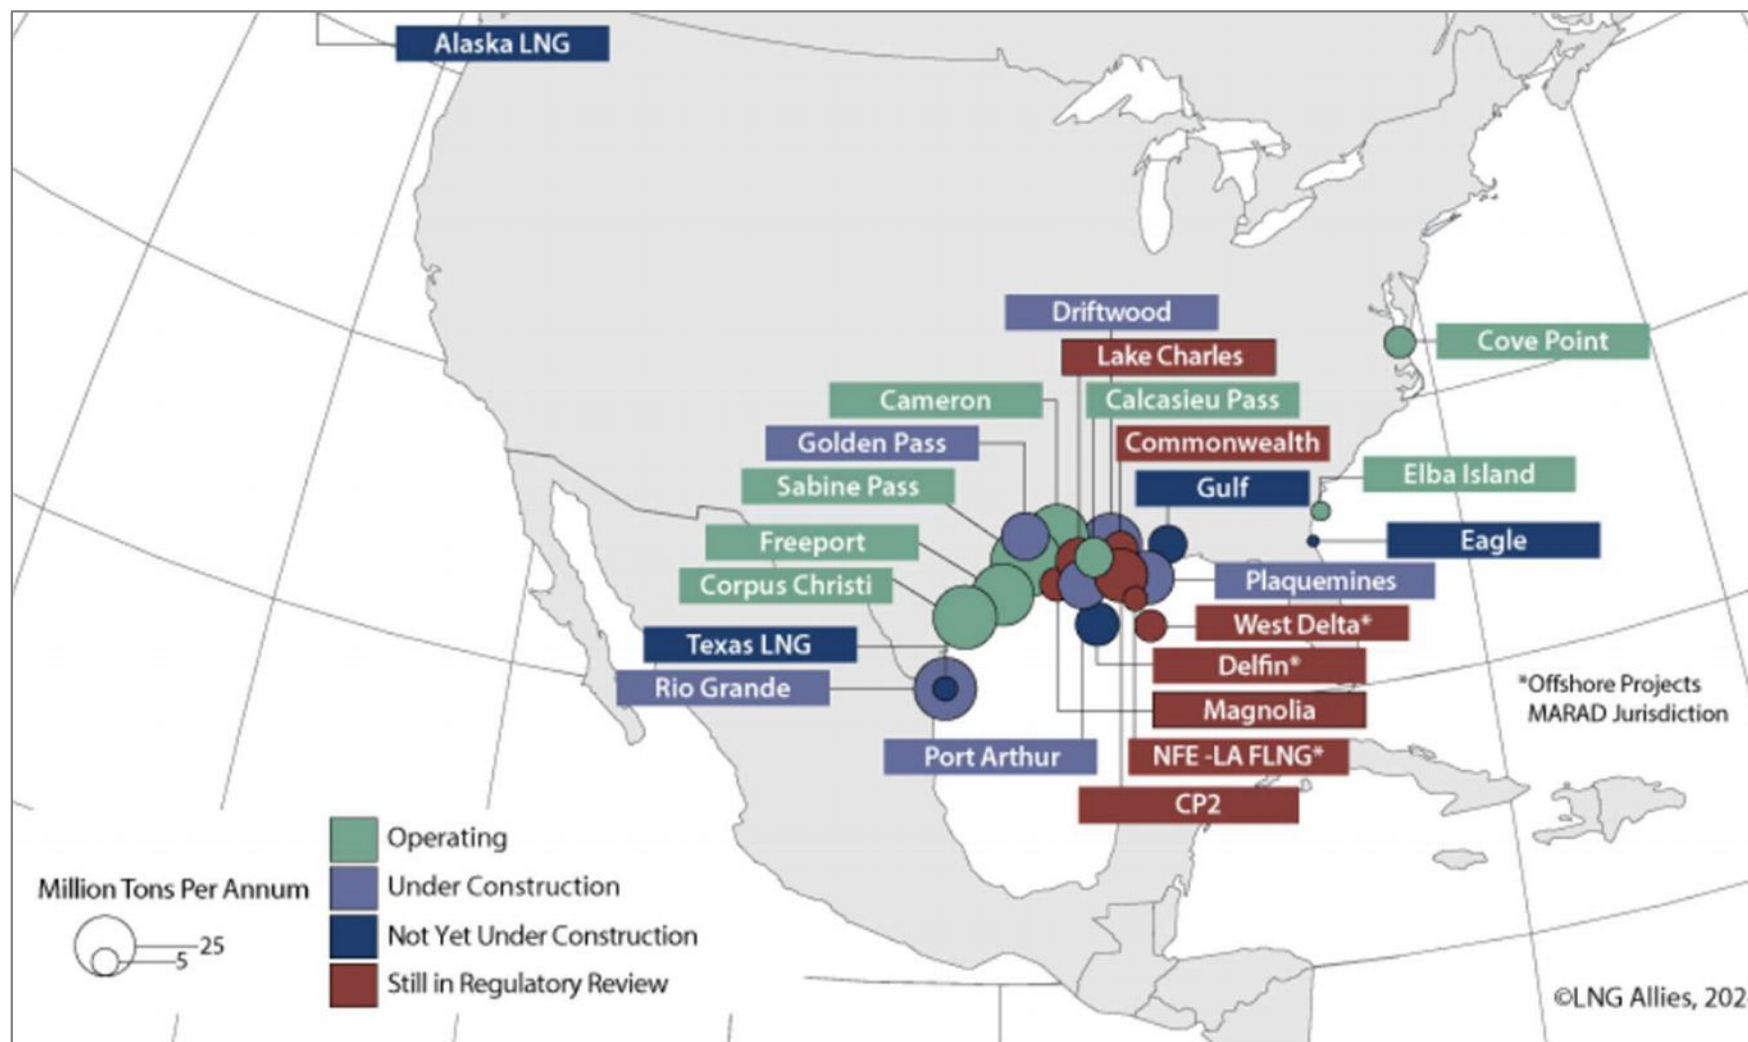 Alaska LNG
Driftwood
Lake Charles
Cove Point
Cameron
Calcasieu Pass
Golden Pass
Commonwealth
Sabine Pass
Gulf
Elba Island
Freeport
Eagle
Corpus Christi
Plaquemines
Texas LNG
West Delta*
Rio Grande
Delfin*
*Offshore Projects
MARAD Jurisdiction
Magnolia
Port Arthur
NFE -LA FLNG*
CP2
Operating
Million Tons Per Annum
Under Construction
25
5
Not Yet Under Construction
Still in Regulatory Review
©LNG Allies,